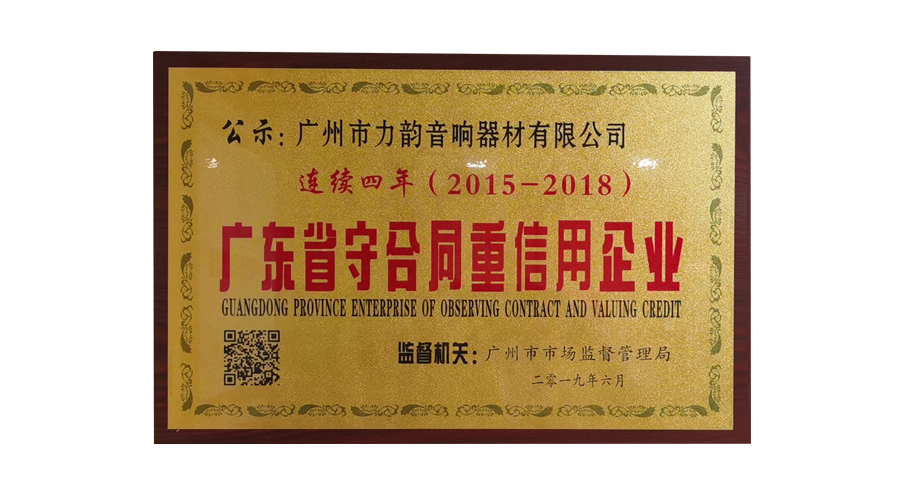 公示:广州市力韵音响器材有限公司
连续四年(2015-2018)
广东省守合同重信用企业
GUANGDONG PROVINCE ENTERPRISE OF OBSERVING CONTRACT AND VALUING CREDIT
监督机关:广州市市场监督管理局
二零一九年六月